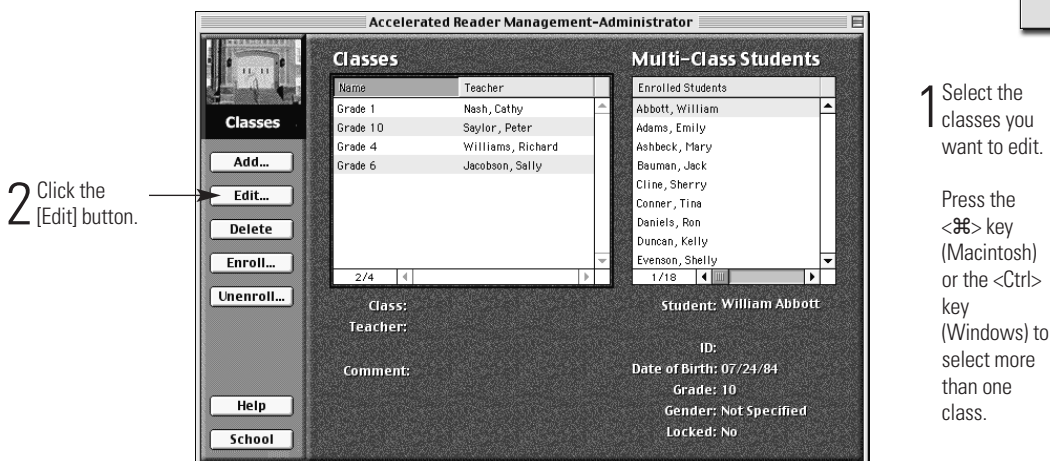 Accelerated Reader Management-Administrator
Classes
Add...
Edit...
Delete
Enroll...
Unenroll...
Help
School
Classes
Name Teacher
Grade 1 Nash, Cathy
Grade 10 Saylor, Peter
Grade 4 Williams, Richard
Grade 6 Jacobson, Sally
2/4
Class:
Teacher:
Comment:
Multi-Class Students
Enrolled Students
Abbott, William
Adams, Emily
Ashbeck, Mary
Bauman, Jack
Cline, Sherry
Conner, Tina
Daniels, Ron
Duncan, Kelly
Evenson, Shelly
1/18
Student: William Abbott
ID:
Date of Birth: 07/24/84
Grade: 10
Gender: Not Specified
Locked: No
1 Select the
classes you
want to edit.
Press the
<⌘> key
(Macintosh)
or the <Ctrl>
key
(Windows) to
select more
than one
class.
2 Click the
[Edit] button.